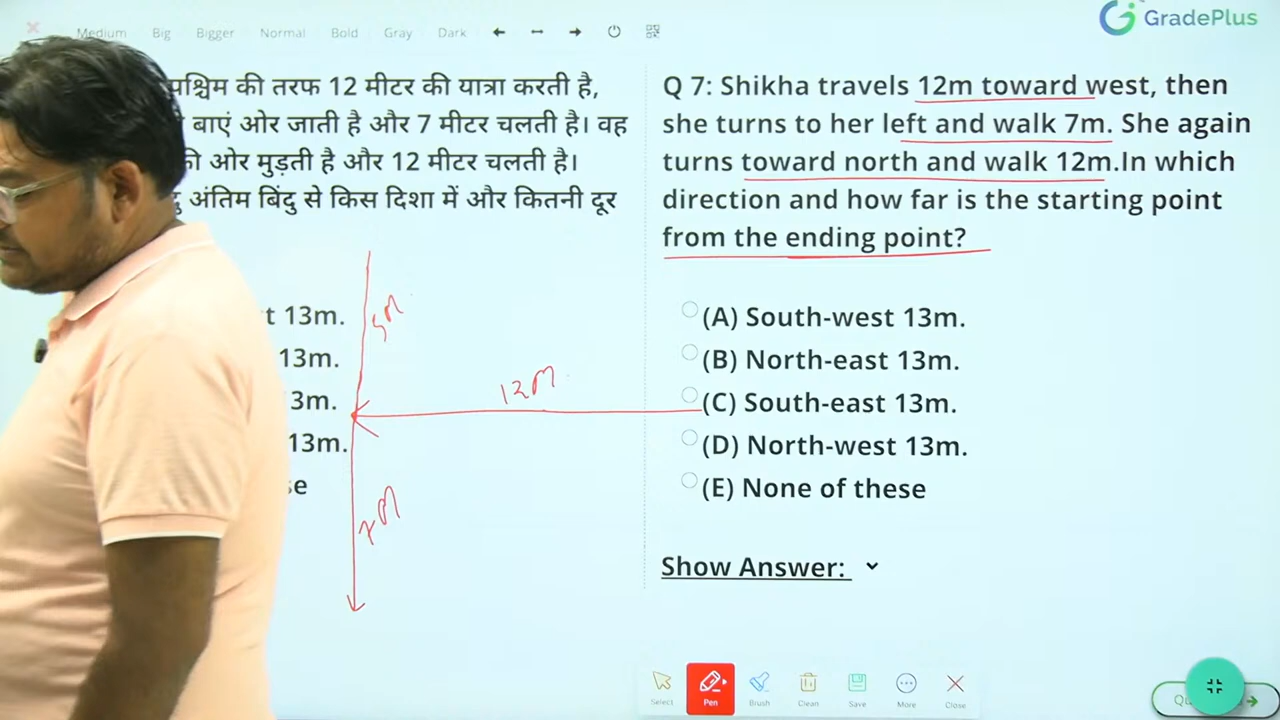 Medium Big Bigger Normal Bold Gray Dark
GradePlus
पश्चिम की तरफ 12 मीटर की यात्रा करती है,
बाएं ओर जाती है और 7 मीटर चलती है। वह
की ओर मुड़ती है और 12 मीटर चलती है।
अंतिम बिंदु से किस दिशा में और कितनी दूर
t 13m.
13m.
3m.
13m.
se
5M
12M
7M
Q 7: Shikha travels 12m toward west, then
she turns to her left and walk 7m. She again
turns toward north and walk 12m.In which
direction and how far is the starting point
from the ending point?
(A) South-west 13m.
(B) North-east 13m.
(C) South-east 13m.
(D) North-west 13m.
(E) None of these
Show Answer:
Select Pen Brush Clean Save More Close
Qu